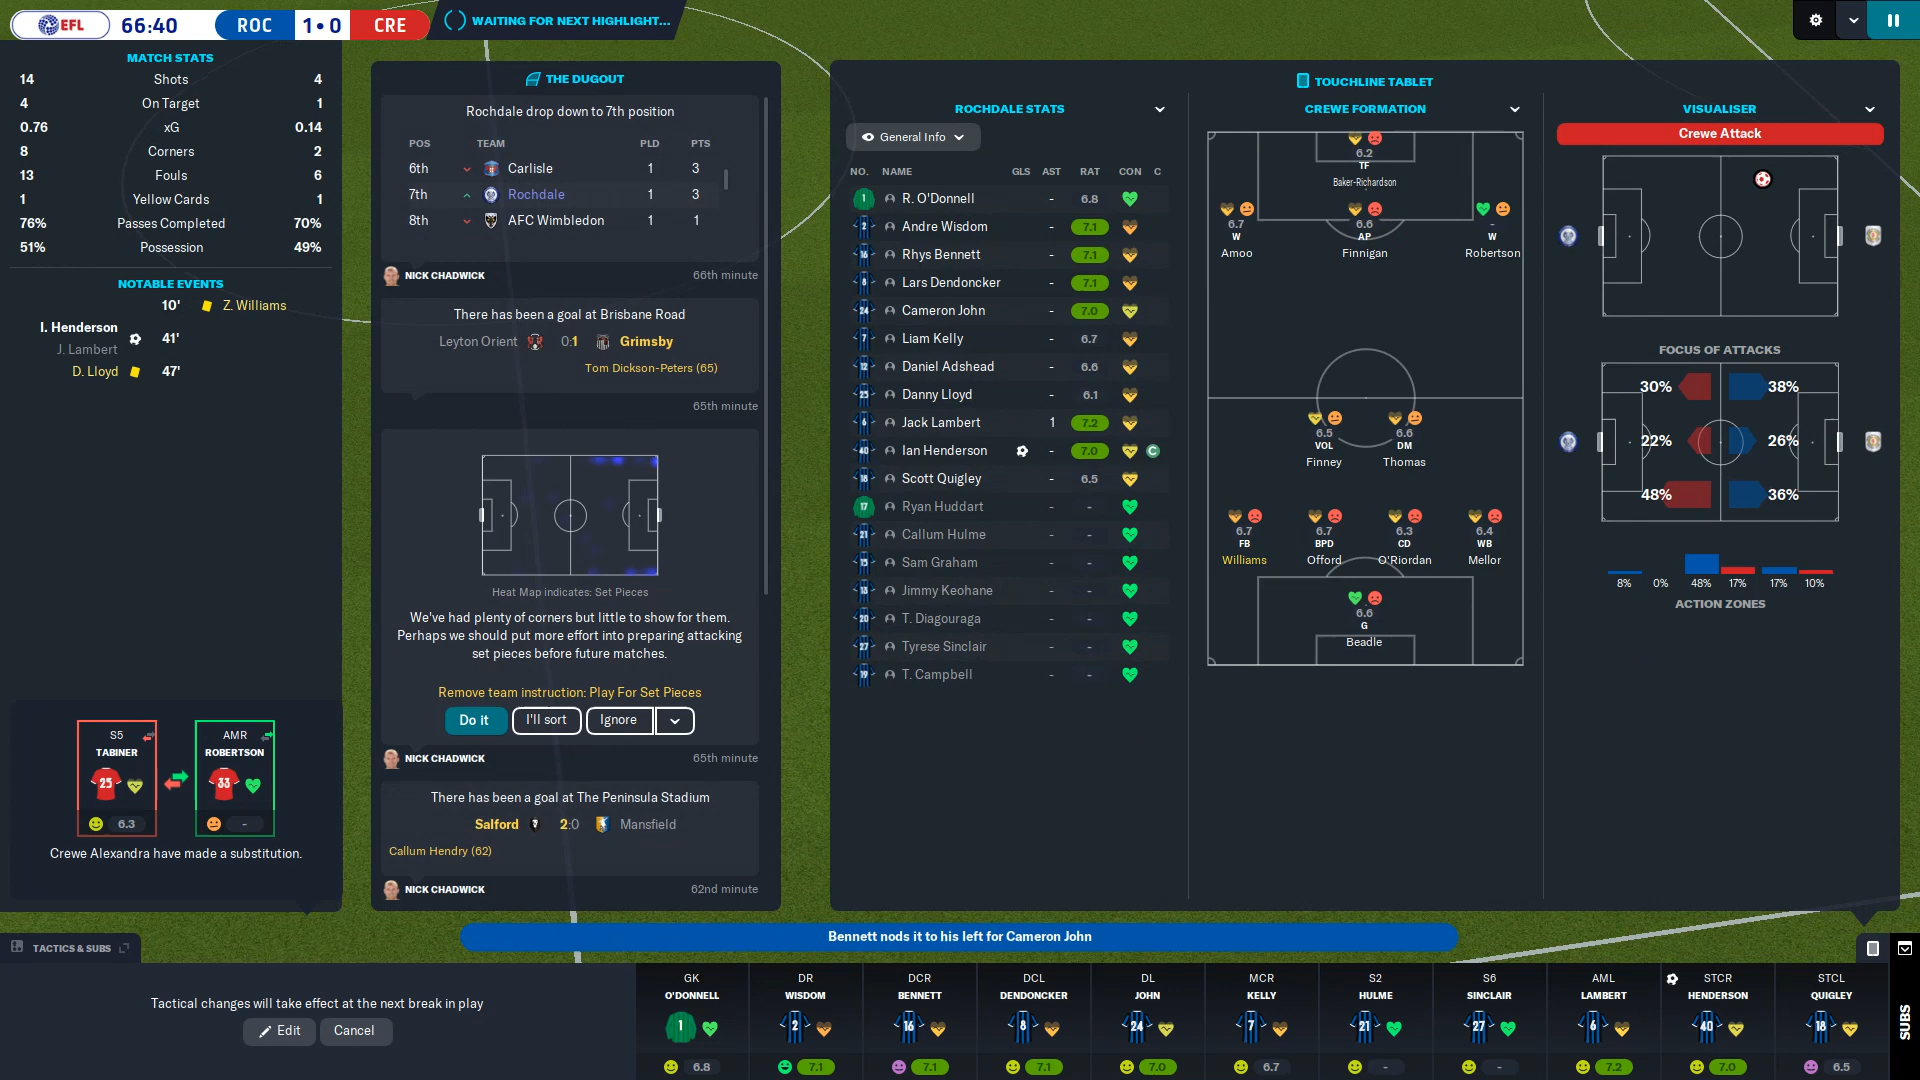 EFL 66:40 ROC 1 • 0 CRE
WAITING FOR NEXT HIGHLIGHT...
MATCH STATS
14 Shots 4
4 On Target 1
0.76 xG 0.14
8 Corners 2
13 Fouls 6
1 Yellow Cards 1
76% Passes Completed 70%
51% Possession 49%
NOTABLE EVENTS
10' Z. Williams
I. Henderson 41'
J. Lambert
D. Lloyd 47'
S5 AMR
TABINER ROBERTSON
25 33
6.3 -
Crewe Alexandra have made a substitution.
THE DUGOUT
Rochdale drop down to 7th position
POS TEAM PLD PTS
6th Carlisle 1 3
7th Rochdale 1 3
8th AFC Wimbledon 1 1
NICK CHADWICK 66th minute
There has been a goal at Brisbane Road
Leyton Orient 0:1 Grimsby
Tom Dickson-Peters (65)
65th minute
Heat Map indicates: Set Pieces
We've had plenty of corners but little to show for them.
Perhaps we should put more effort into preparing attacking
set pieces before future matches.
Remove team instruction: Play For Set Pieces
Do it I'll sort Ignore
NICK CHADWICK 65th minute
There has been a goal at The Peninsula Stadium
Salford 2:0 Mansfield
Callum Hendry (62)
NICK CHADWICK 62nd minute
TOUCHLINE TABLET
ROCHDALE STATS
General Info
NO. NAME GLS AST RAT CON C
1 R. O'Donnell - 6.8
2 Andre Wisdom - 7.1
16 Rhys Bennett - 7.1
8 Lars Dendoncker - 7.1
24 Cameron John - 7.0
7 Liam Kelly - 6.7
12 Daniel Adshead - 6.6
25 Danny Lloyd - 6.1
6 Jack Lambert 1 7.2
40 Ian Henderson - 7.0 C
18 Scott Quigley - 6.5
17 Ryan Huddart - -
21 Callum Hulme - -
15 Sam Graham - -
13 Jimmy Keohane - -
20 T. Diagouraga - -
27 Tyrese Sinclair - -
19 T. Campbell - -
CREWE FORMATION
6.2
TF
Baker-Richardson
6.7 6.6 -
W AP W
Amoo Finnigan Robertson
6.5 6.6
VOL DM
Finney Thomas
6.7 6.7 6.3 6.4
FB BPD CD WB
Williams Offord O'Riordan Mellor
6.6
G
Beadle
VISUALISER
Crewe Attack
FOCUS OF ATTACKS
30% 38%
22% 26%
48% 36%
8% 0% 48% 17% 17% 10%
ACTION ZONES
Bennett nods it to his left for Cameron John
TACTICS & SUBS
Tactical changes will take effect at the next break in play
Edit Cancel
GK DR DCR DCL DL MCR S2 S6 AML STCR STCL
O'DONNELL WISDOM BENNETT DENDONCKER JOHN KELLY HULME SINCLAIR LAMBERT HENDERSON QUIGLEY
1 2 16 8 24 7 21 27 6 40 18
6.8 7.1 7.1 7.1 7.0 6.7 - - 7.2 7.0 6.5
SUBS